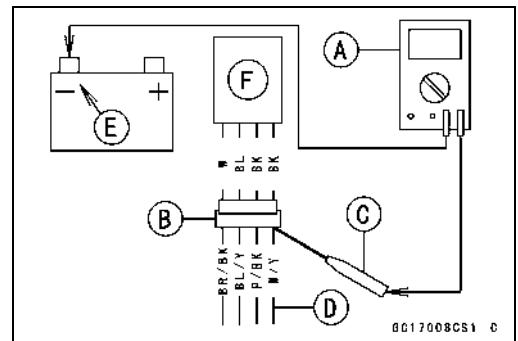 A
F
− +
E
W BL BK BK
B
C
BR/BK BL/Y P/BK W/Y
D
GC17008CS1 C